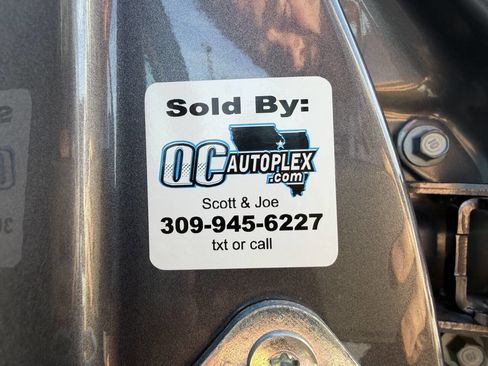 Sold By:
QC AUTOPLEX
.com
Scott & Joe
309-945-6227
txt or call